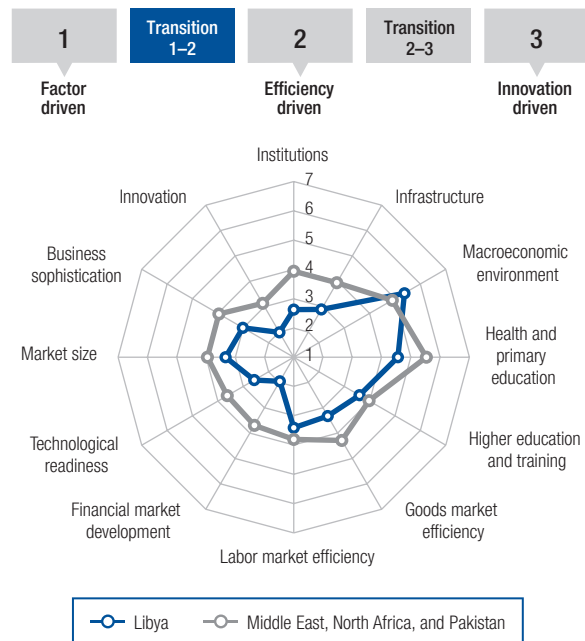 1
Transition
1–2
2
Transition
2–3
3
Factor
driven
Efficiency
driven
Innovation
driven
Institutions
Infrastructure
Macroeconomic
environment
Health and
primary
education
Higher education
and training
Goods market
efficiency
Labor market efficiency
Financial market
development
Technological
readiness
Market size
Business
sophistication
Innovation
7
6
5
4
3
2
1
Libya
Middle East, North Africa, and Pakistan